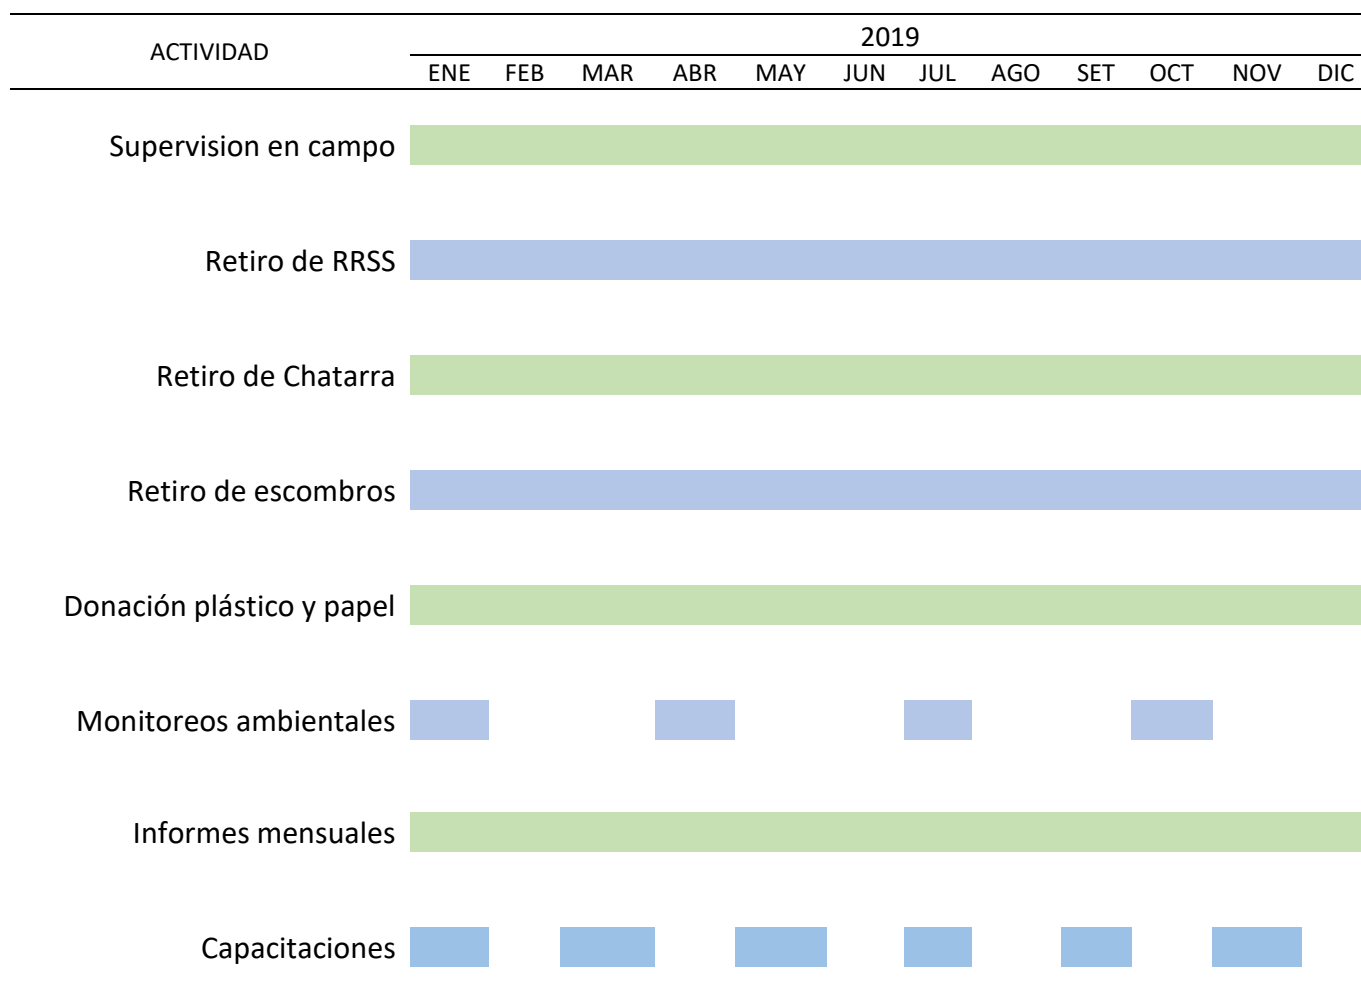 ACTIVIDAD
2019
ENE FEB MAR ABR MAY JUN JUL AGO SET OCT NOV DIC
Supervision en campo
Retiro de RRSS
Retiro de Chatarra
Retiro de escombros
Donación plástico y papel
Monitoreos ambientales
Informes mensuales
Capacitaciones